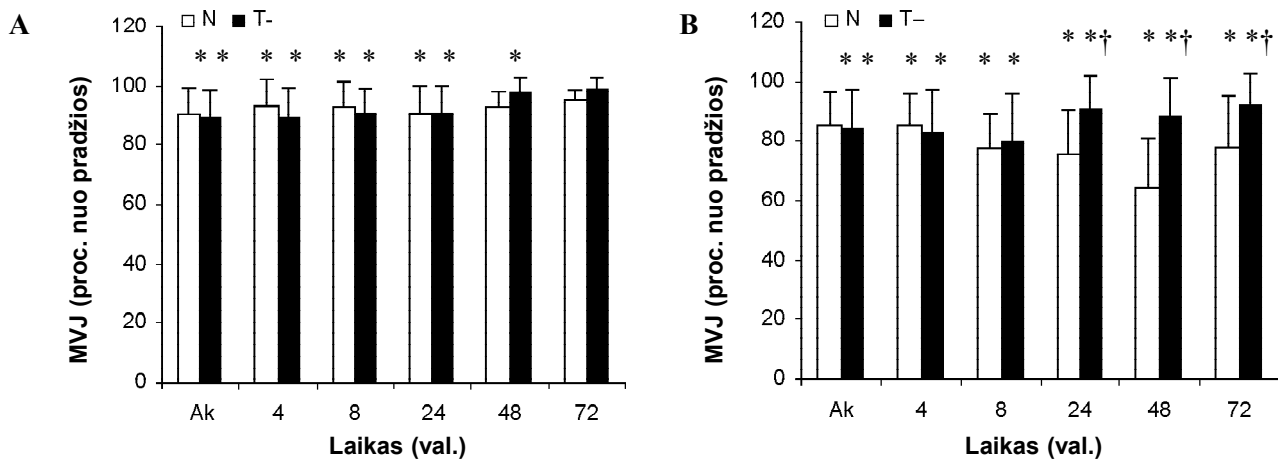 A
N T-
MVJ (proc. nuo pradžios)
120
100
80
60
40
20
0
* * * * * * * * *
Ak 4 8 24 48 72
Laikas (val.)
B
N T–
MVJ (proc. nuo pradžios)
120
100
80
60
40
20
0
* * * * * * * *† * *† * *†
Ak 4 8 24 48 72
Laikas (val.)